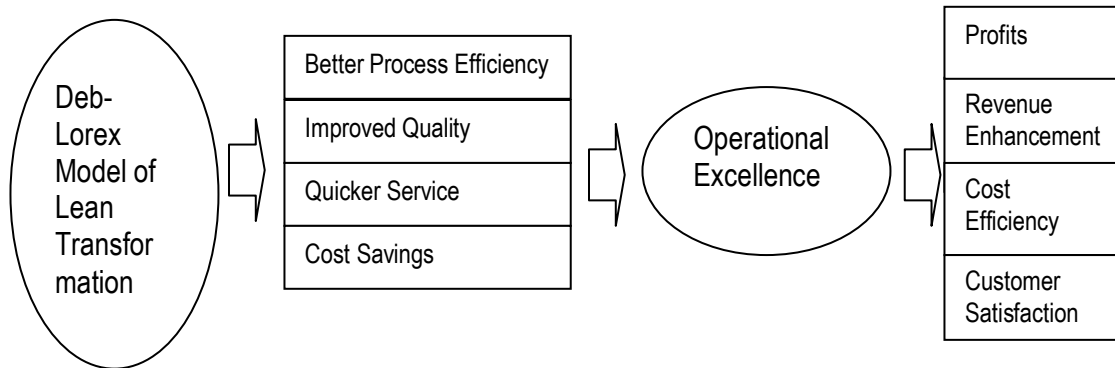 Deb-
Lorex
Model of
Lean
Transfor
mation
Better Process Efficiency
Improved Quality
Quicker Service
Cost Savings
Operational
Excellence
Profits
Revenue
Enhancement
Cost
Efficiency
Customer
Satisfaction